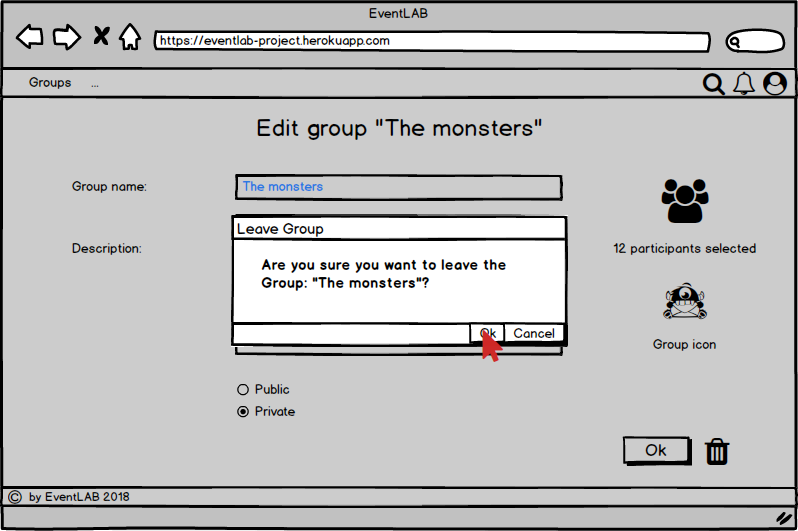 EventLAB
https://eventlab-project.herokuapp.com
Groups ...
Edit group "The monsters"
Group name:
The monsters
Description:
12 participants selected
Group icon
Leave Group
Are you sure you want to leave the
Group: "The monsters"?
Ok
Cancel
Public
Private
Ok
© by EventLAB 2018